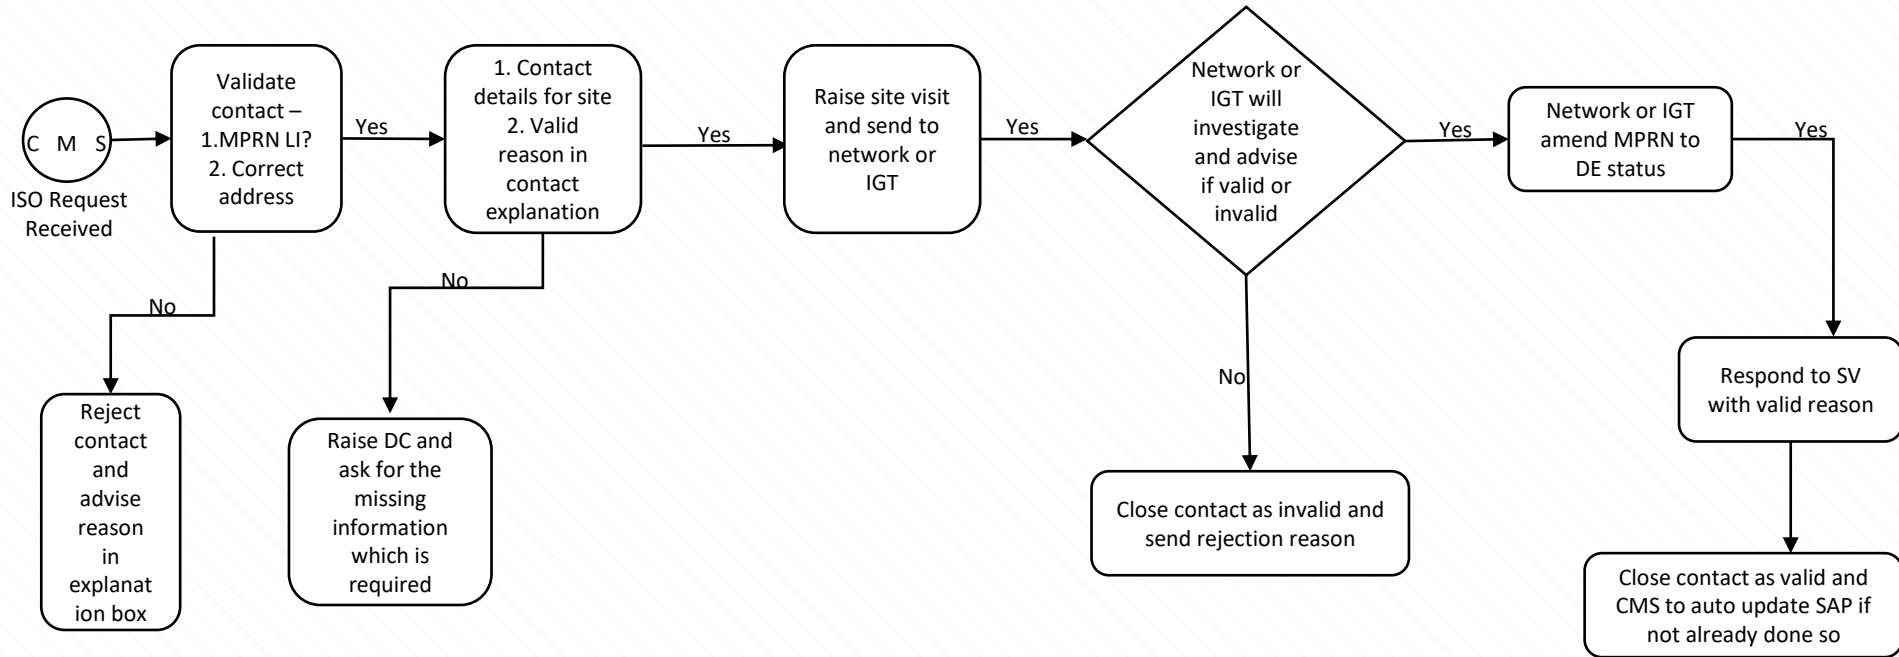 C M S
ISO Request
Received
Validate
contact –
1.MPRN LI?
2. Correct
address
Yes
No
Reject
contact
and
advise
reason
in
explanat
ion box
1. Contact
details for site
2. Valid
reason in
contact
explanation
Yes
No
Raise DC and
ask for the
missing
information
which is
required
Raise site visit
and send to
network or
IGT
Yes
Network or
IGT will
investigate
and advise
if valid or
invalid
No
Close contact as invalid and
send rejection reason
Yes
Network or IGT
amend MPRN to
DE status
Yes
Respond to SV
with valid reason
Close contact as valid and
CMS to auto update SAP if
not already done so